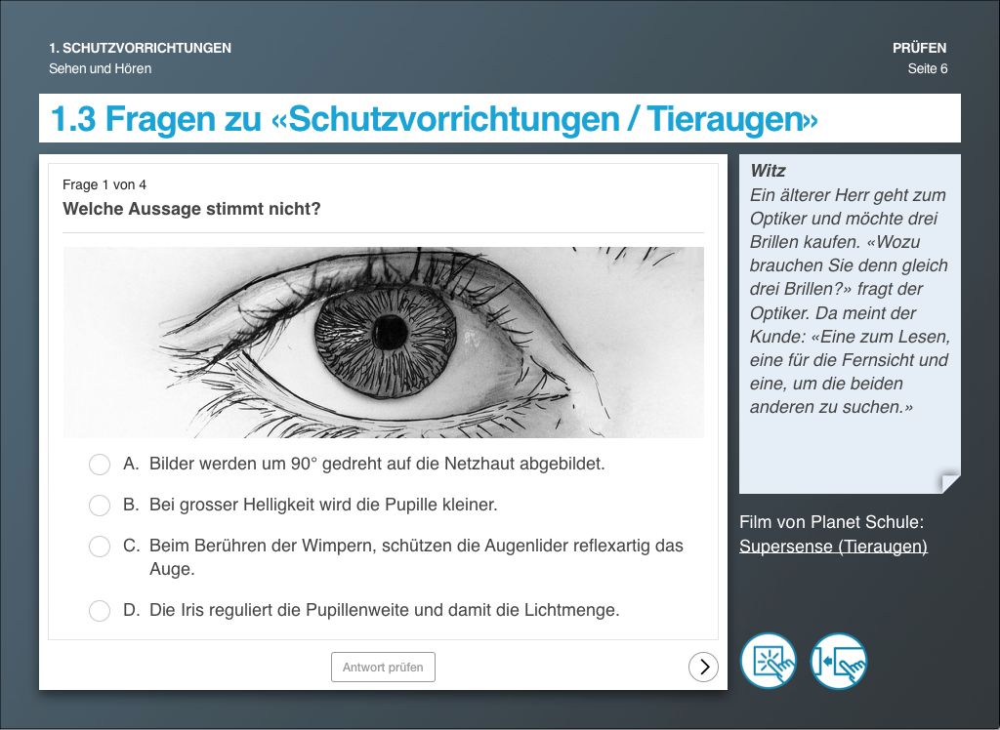 1. SCHUTZVORRICHTUNGEN
Sehen und Hören
PRÜFEN
Seite 6
1.3 Fragen zu «Schutzvorrichtungen / Tieraugen»
Frage 1 von 4
Welche Aussage stimmt nicht?
A. Bilder werden um 90° gedreht auf die Netzhaut abgebildet.
B. Bei grosser Helligkeit wird die Pupille kleiner.
C. Beim Berühren der Wimpern, schützen die Augenlider reflexartig das
Auge.
D. Die Iris reguliert die Pupillenweite und damit die Lichtmenge.
Antwort prüfen
Witz
Ein älterer Herr geht zum
Optiker und möchte drei
Brillen kaufen. «Wozu
brauchen Sie denn gleich
drei Brillen?» fragt der
Optiker. Da meint der
Kunde: «Eine zum Lesen,
eine für die Fernsicht und
eine, um die beiden
anderen zu suchen.»
Film von Planet Schule:
Supersense (Tieraugen)